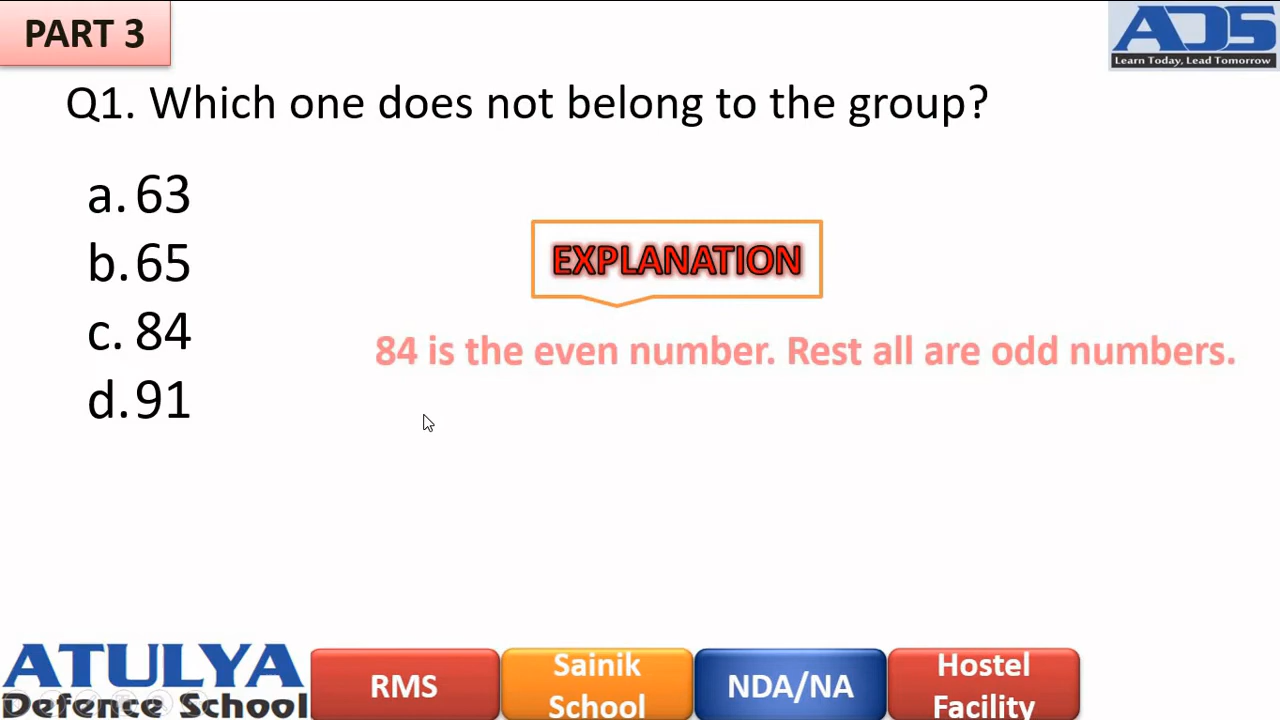 PART 3
ADS
Learn Today, Lead Tomorrow
Q1. Which one does not belong to the group?
a. 63
b. 65
c. 84
d. 91
EXPLANATION
84 is the even number. Rest all are odd numbers.
ATULYA
Defence School
RMS
Sainik
School
NDA/NA
Hostel
Facility